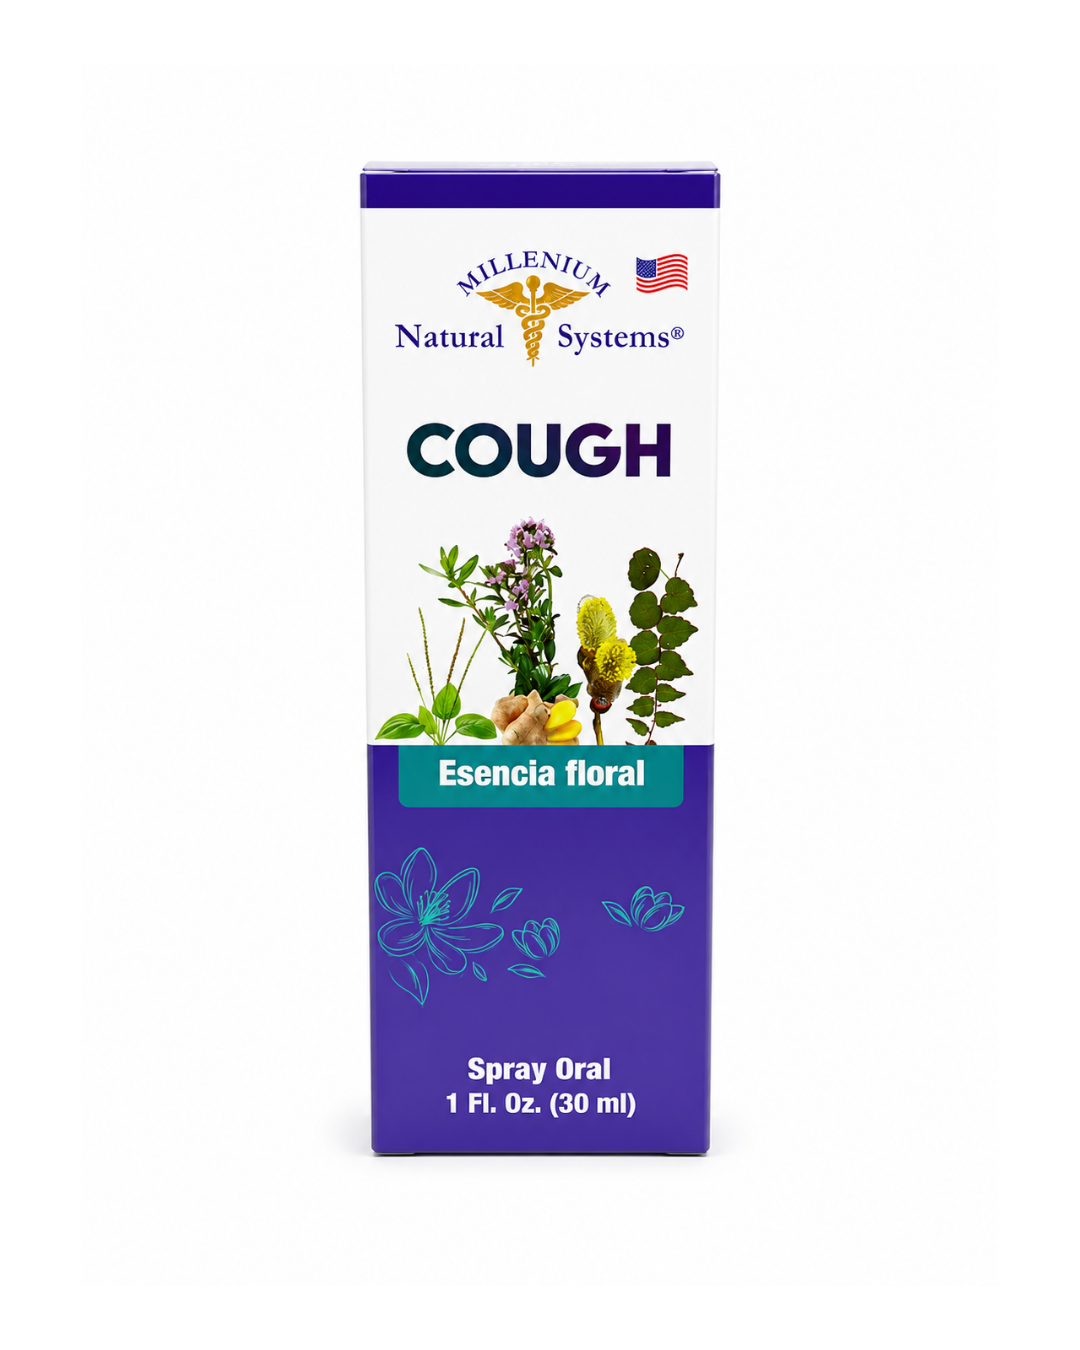 MILLENIUM
Natural Systems®
COUGH
Esencia floral
Spray Oral
1 Fl. Oz. (30 ml)